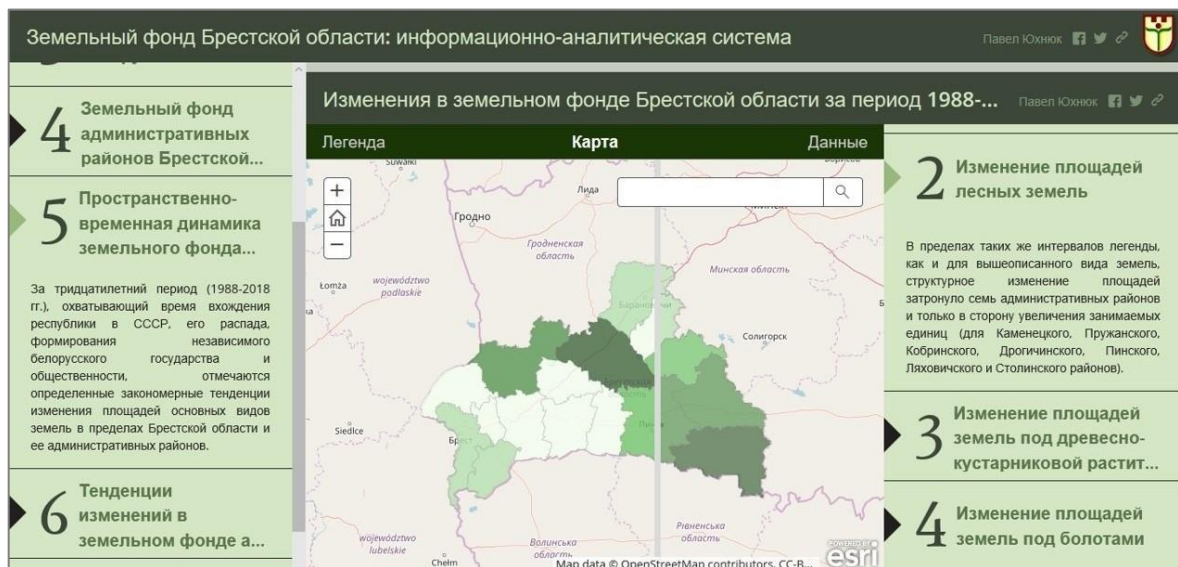 Земельный фонд Брестской области: информационно-аналитическая система
Павел Юхнюк
4
Земельный фонд
административных
районов Брестской...
5
Пространственно-
временная динамика
земельного фонда...
За тридцатилетний период (1988-2018
гг.), охватывающий время вхождения
республики в СССР, его распада,
формирования независимого
белорусского государства и
общественности, отмечаются
определенные закономерные тенденции
изменения площадей основных видов
земель в пределах Брестской области и
ее административных районов.
6
Тенденции
изменений в
земельном фонде а...
Изменения в земельном фонде Брестской области за период 1988-...
Павел Юхнюк
Легенда Карта Данные
Suwałki
Лида
Гродно
Гродненская
область
Минская область
województwo
podlaskie
Łomża
Барановичи
Солигорск
Siedlce
Брест
Пинск
województwo
lubelskie
Chełm
Волинська
область
Рівненська
область
POWERED BY
esri
Map data © OpenStreetMap contributors, CC-B...
2
Изменение площадей
лесных земель
В пределах таких же интервалов легенды,
как и для вышеописанного вида земель,
структурное изменение площадей
затронуло семь административных районов
и только в сторону увеличения занимаемых
единиц (для Каменецкого, Пружанского,
Кобринского, Дрогичинского, Пинского,
Ляховичского и Столинского районов).
3
Изменение площадей
земель под древесно-
кустарниковой растит...
4
Изменение площадей
земель под болотами